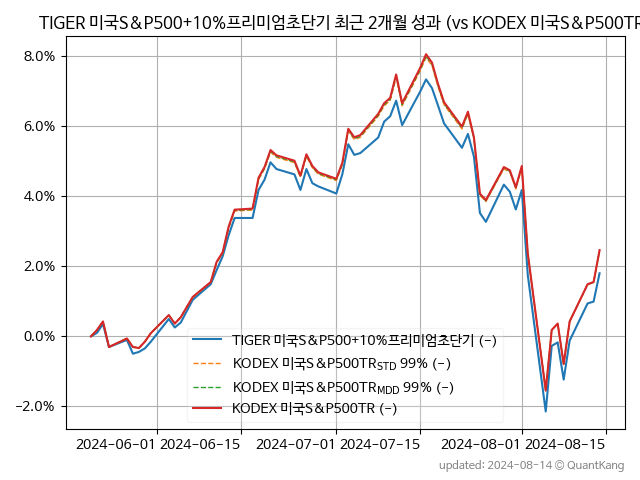 TIGER 미국S&P500+10%프리미엄초단기 최근 2개월 성과 (vs KODEX 미국S&P500TR
8.0%
6.0%
4.0%
2.0%
0.0%
−2.0%
TIGER 미국S&P500+10%프리미엄초단기 (-)
KODEX 미국S&P500TR_STD 99% (-)
KODEX 미국S&P500TR_MDD 99% (-)
KODEX 미국S&P500TR (-)
2024-06-01 2024-06-15 2024-07-01 2024-07-15 2024-08-01 2024-08-15
updated: 2024-08-14 © QuantKang